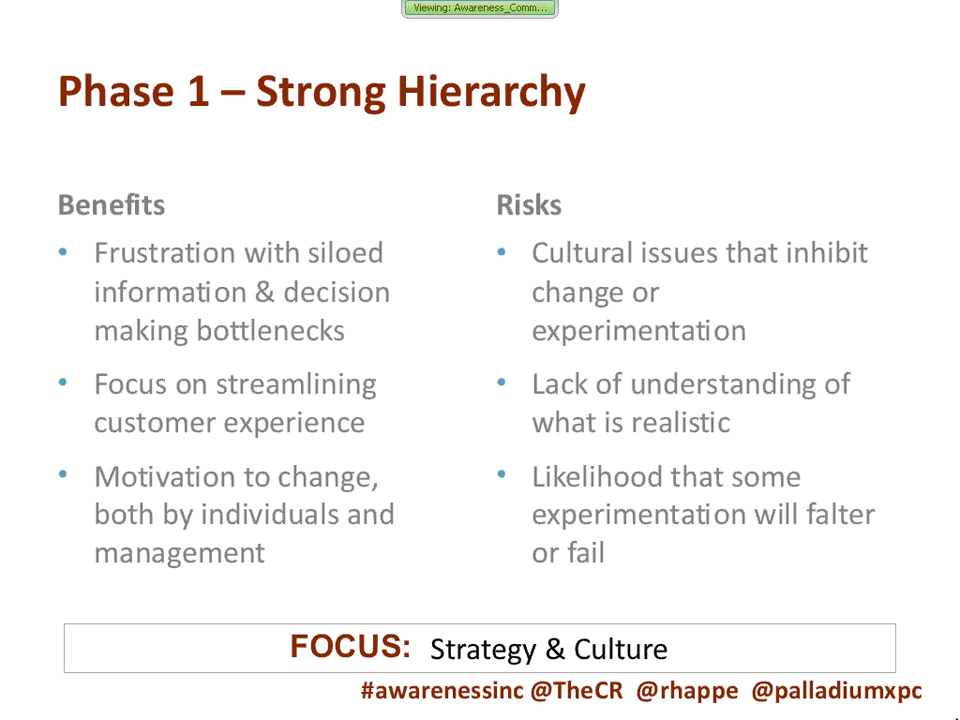 Viewing: Awareness_Comm...
Phase 1 – Strong Hierarchy
Benefits
• Frustration with siloed
information & decision
making bottlenecks
• Focus on streamlining
customer experience
• Motivation to change,
both by individuals and
management
Risks
• Cultural issues that inhibit
change or
experimentation
• Lack of understanding of
what is realistic
• Likelihood that some
experimentation will falter
or fail
FOCUS: Strategy & Culture
#awarenessinc @TheCR @rhappe @palladiumxpc